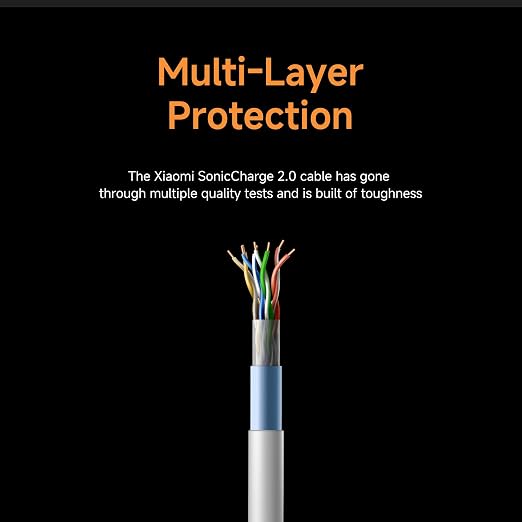 Multi-Layer
Protection
The Xiaomi SonicCharge 2.0 cable has gone
through multiple quality tests and is built of toughness